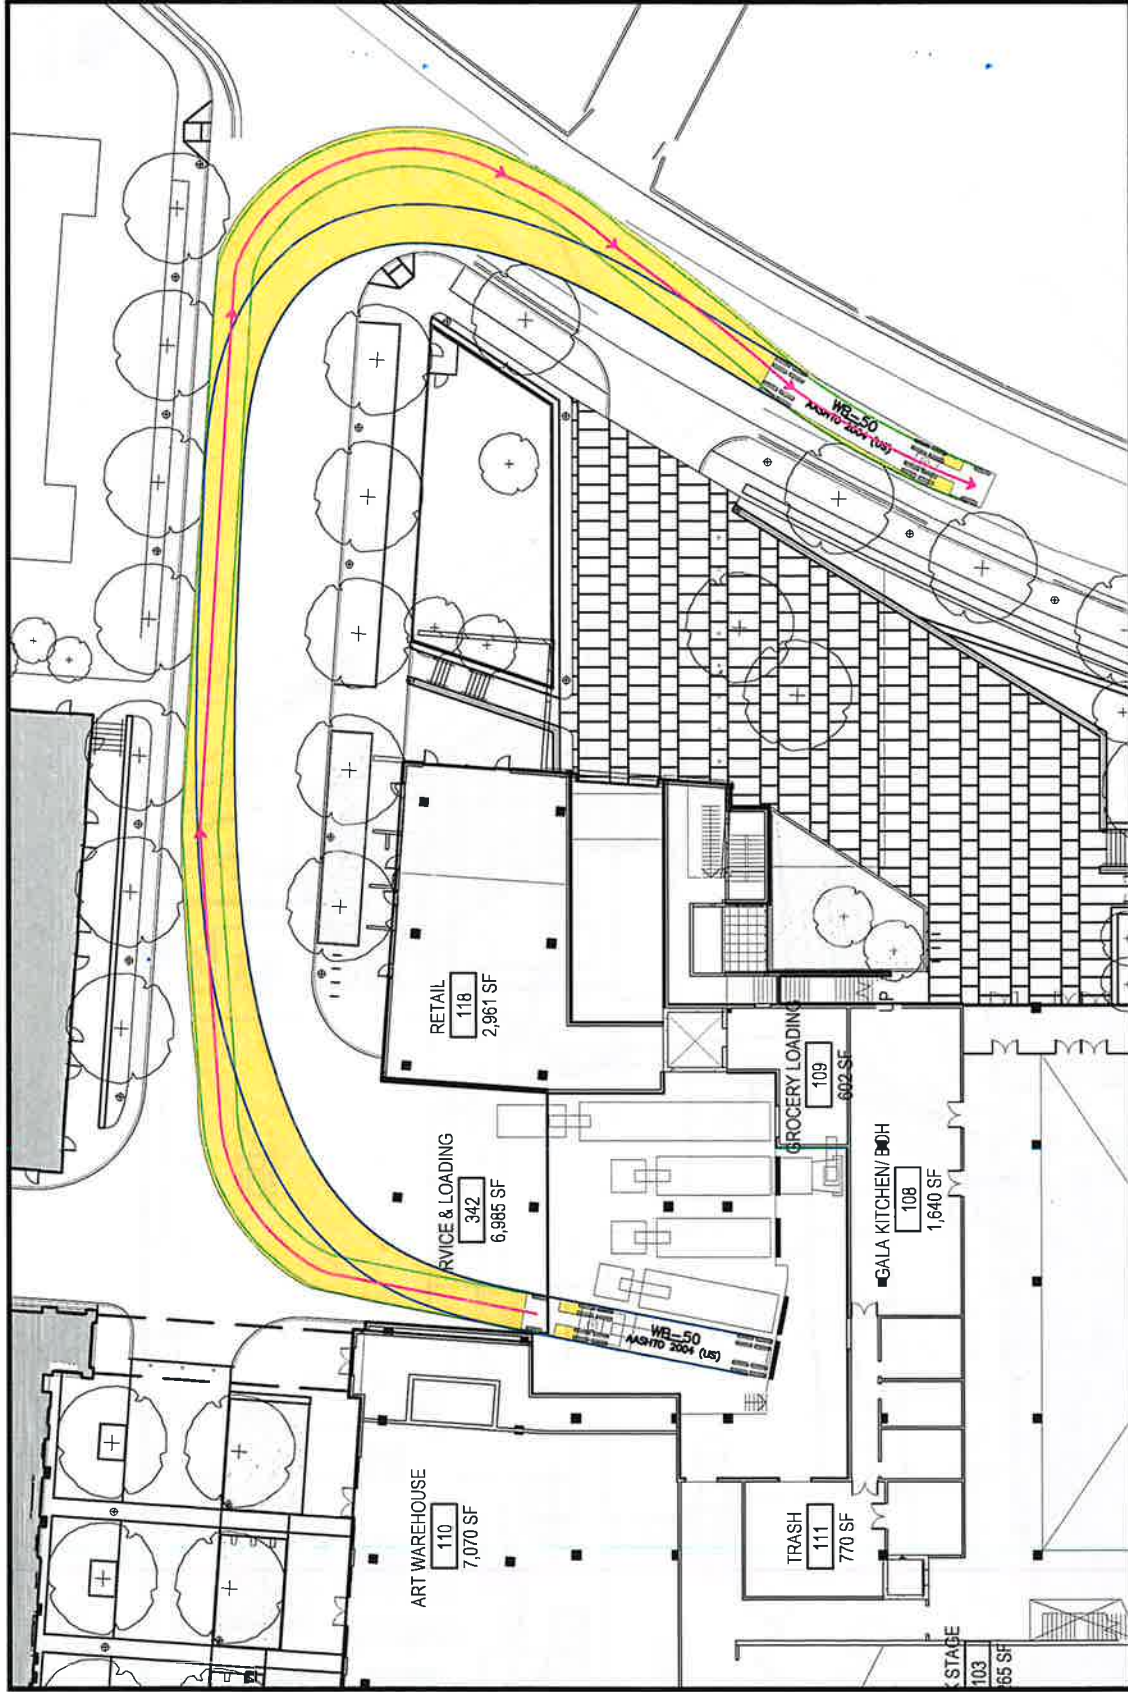 WB-50
AASHTO 2004 (US)
RETAIL
118
2,961 SF
GROCERY LOADING
109
602 SF
UP
RVICE & LOADING
342
6,985 SF
GALA KITCHEN/ BOH
108
1,640 SF
WB-50
AASHTO 2004 (US)
ART WAREHOUSE
110
7,070 SF
TRASH
111
770 SF
K STAGE
103
265 SF